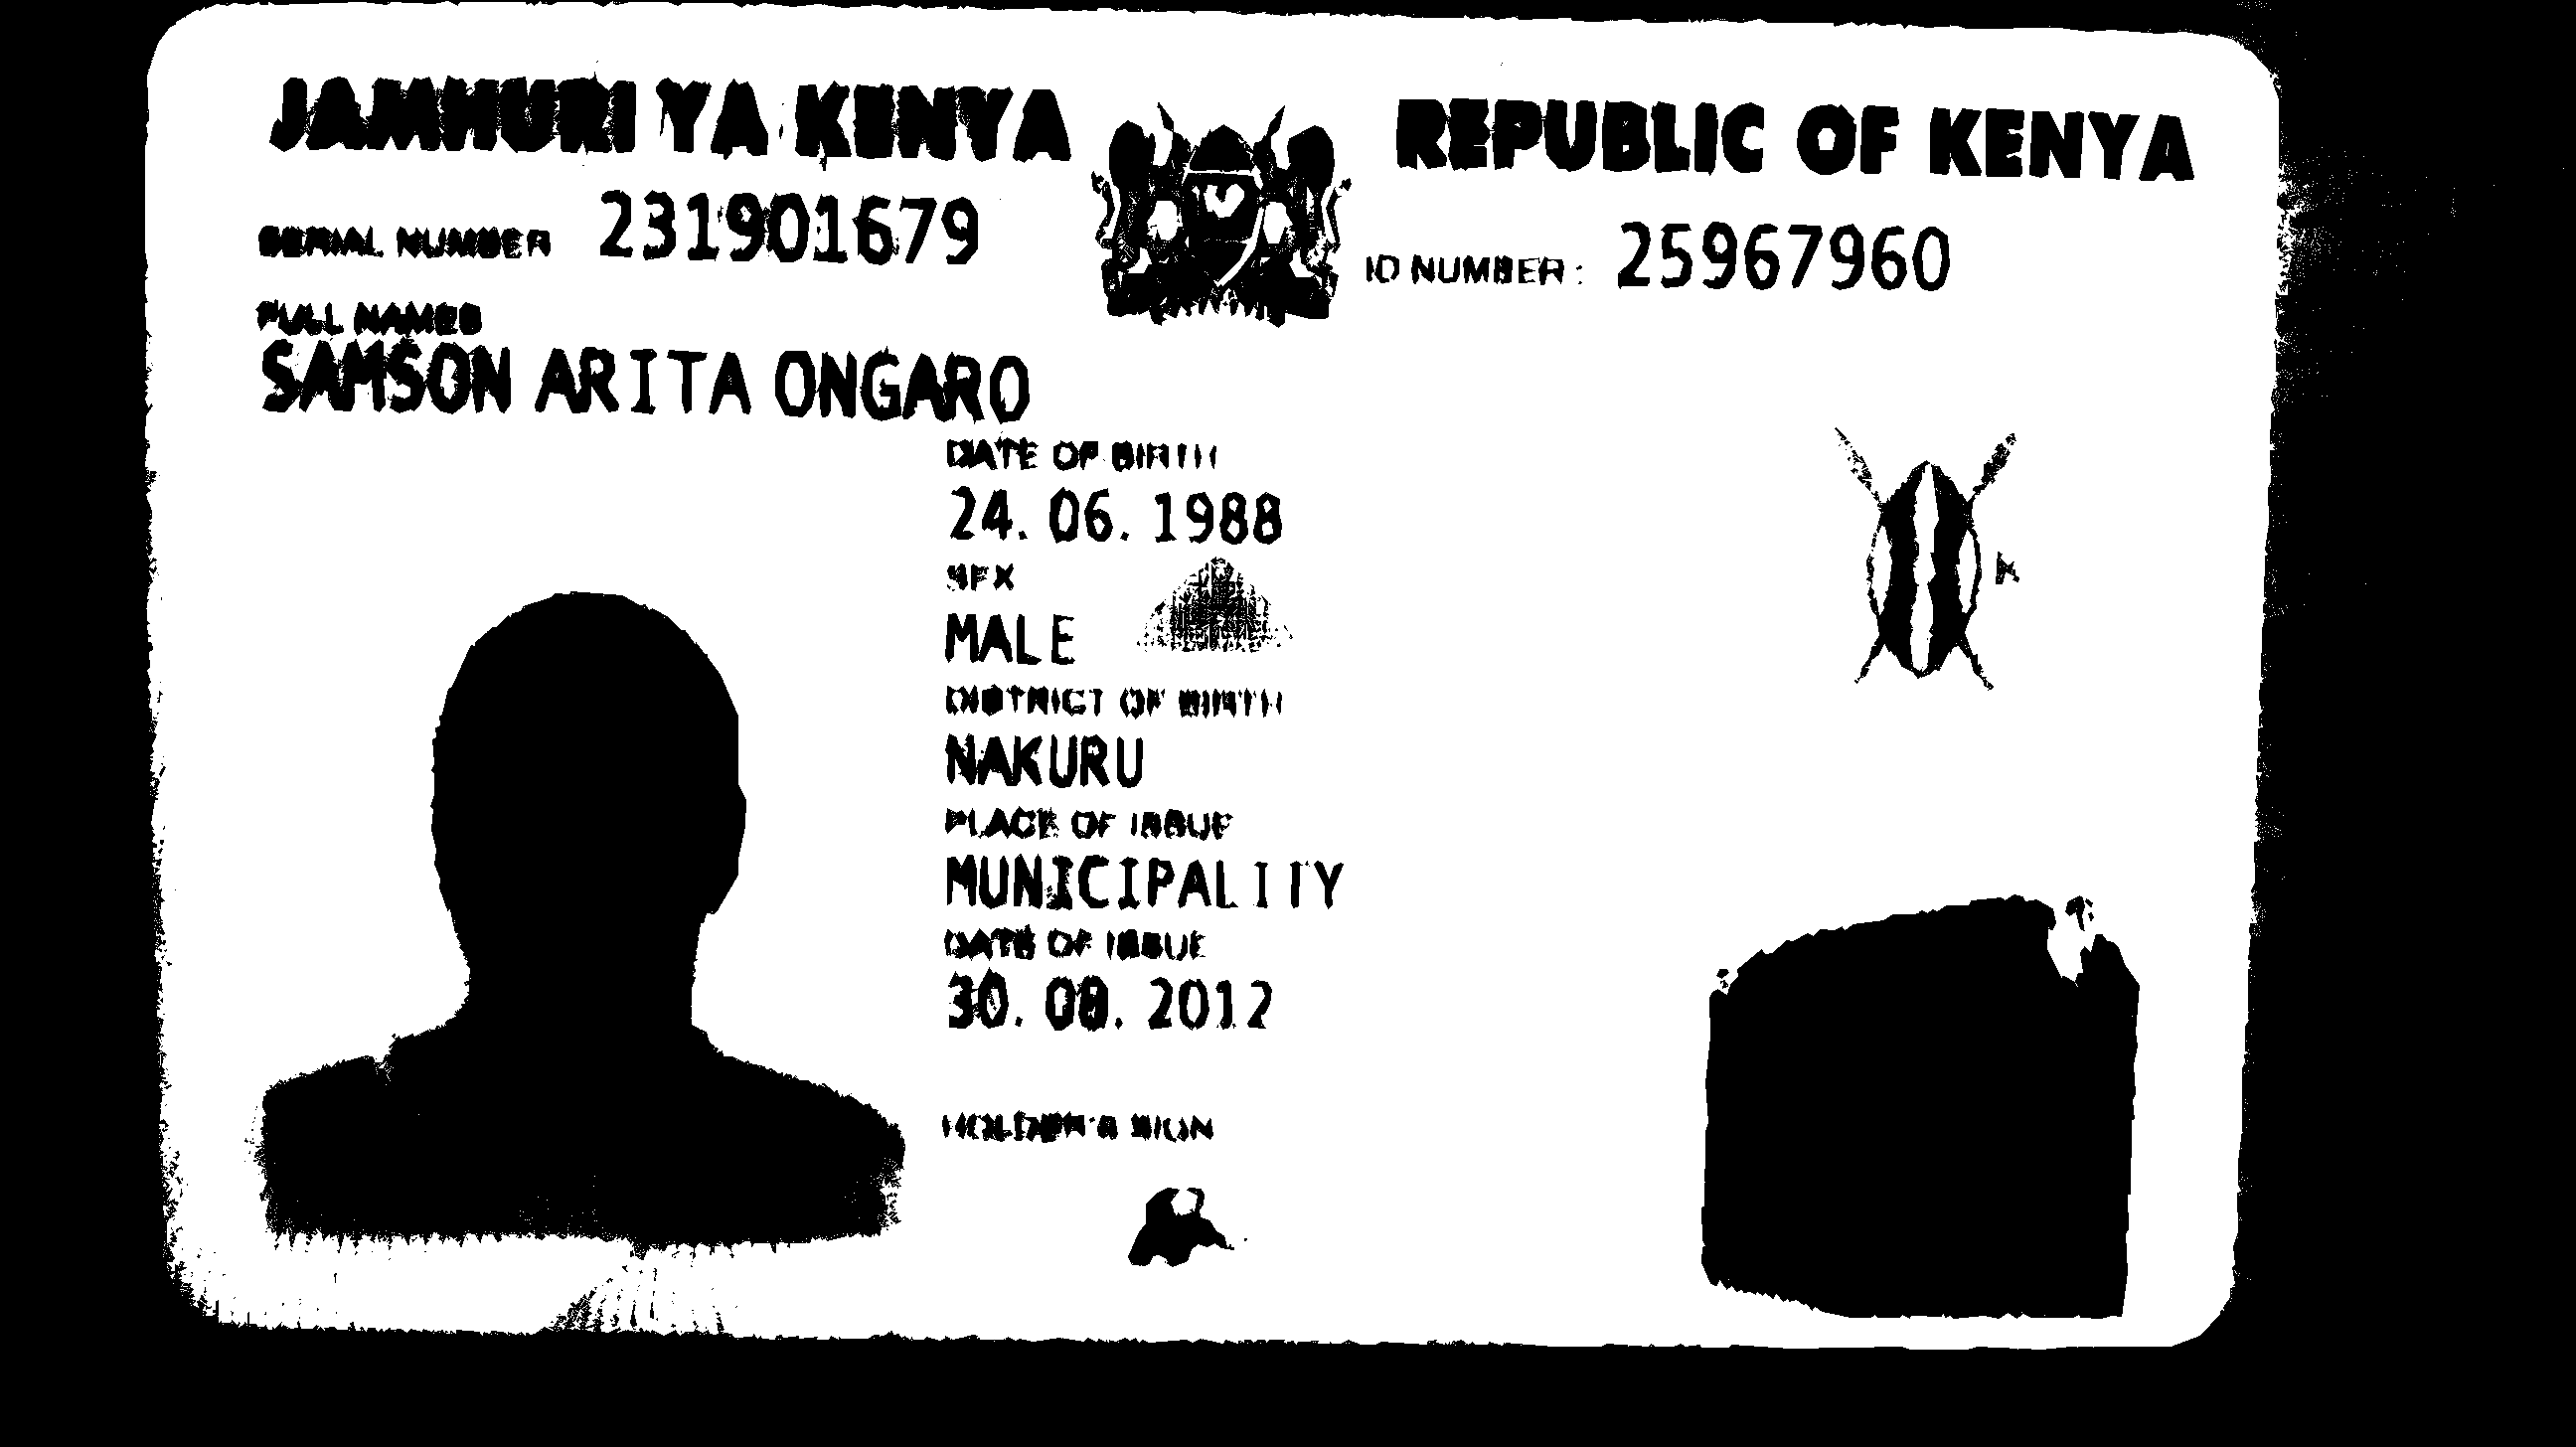 JAMHURI YA KENYA
REPUBLIC OF KENYA
SERIAL NUMBER 231901679
ID NUMBER: 25967960
FULL NAMES
SAMSON ARITA ONGARO
DATE OF BIRTH
24. 06. 1988
SEX
MALE
DISTRICT OF BIRTH
NAKURU
PLACE OF ISSUE
MUNICIPALITY
DATE OF ISSUE
30. 2012
HOLDER'S SIGN